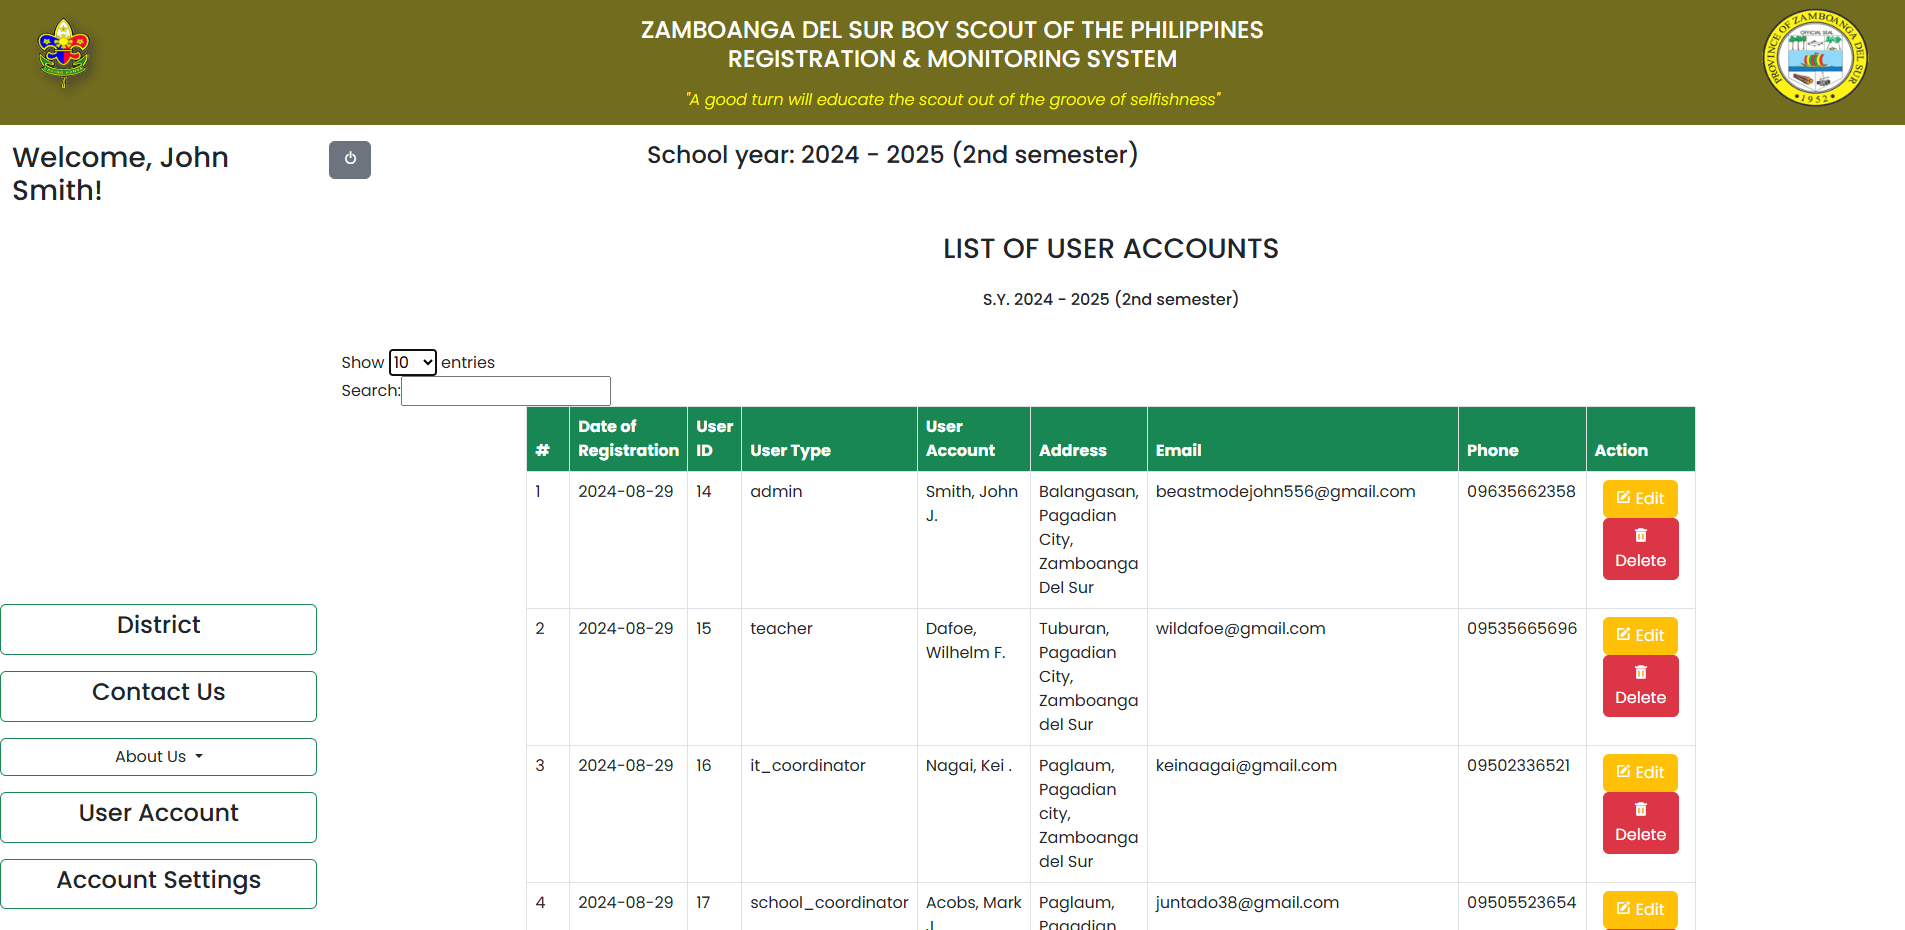 ZAMBOANGA DEL SUR BOY SCOUT OF THE PHILIPPINES
REGISTRATION & MONITORING SYSTEM
"A good turn will educate the scout out of the groove of selfishness"
PROVINCE OF ZAMBOANGA DEL SUR
OFFICIAL SEAL
1952
Welcome, John
Smith!
School year: 2024 - 2025 (2nd semester)
LIST OF USER ACCOUNTS
S.Y. 2024 - 2025 (2nd semester)
Show 10 entries
Search:
District
Contact Us
About Us
User Account
Account Settings
# Date of Registration User ID User Type User Account Address Email Phone Action
1 2024-08-29 14 admin Smith, John J. Balangasan, Pagadian City, Zamboanga Del Sur beastmodejohn556@gmail.com 09635662358 Edit Delete
2 2024-08-29 15 teacher Dafoe, Wilhelm F. Tuburan, Pagadian City, Zamboanga del Sur wildafoe@gmail.com 09535665696 Edit Delete
3 2024-08-29 16 it_coordinator Nagai, Kei . Paglaum, Pagadian city, Zamboanga del Sur keinaagai@gmail.com 09502336521 Edit Delete
4 2024-08-29 17 school_coordinator Acobs, Mark J. Paglaum, Pagadian juntado38@gmail.com 09505523654 Edit